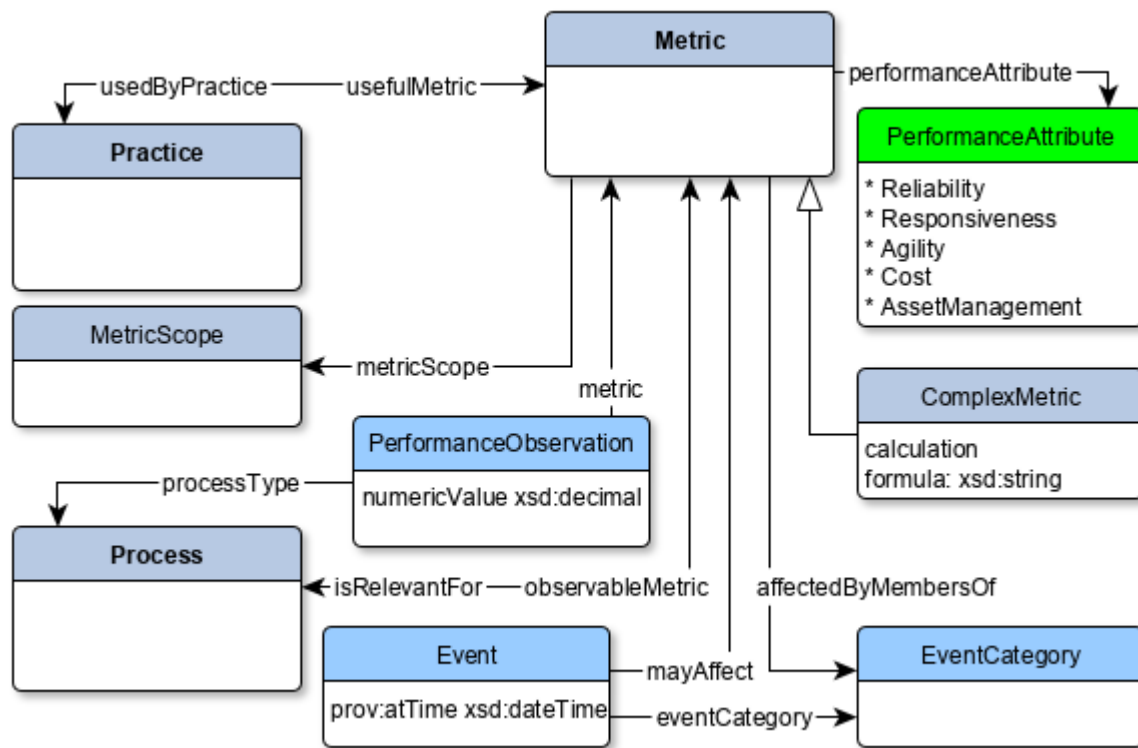 Metric
usedByPractice
usefulMetric
performanceAttribute
Practice
PerformanceAttribute
* Reliability
* Responsiveness
* Agility
* Cost
* AssetManagement
MetricScope
metricScope
metric
ComplexMetric
calculation
formula: xsd:string
PerformanceObservation
numericValue xsd:decimal
processType
Process
isRelevantFor
observableMetric
affectedByMembersOf
Event
prov:atTime xsd:dateTime
mayAffect
eventCategory
EventCategory